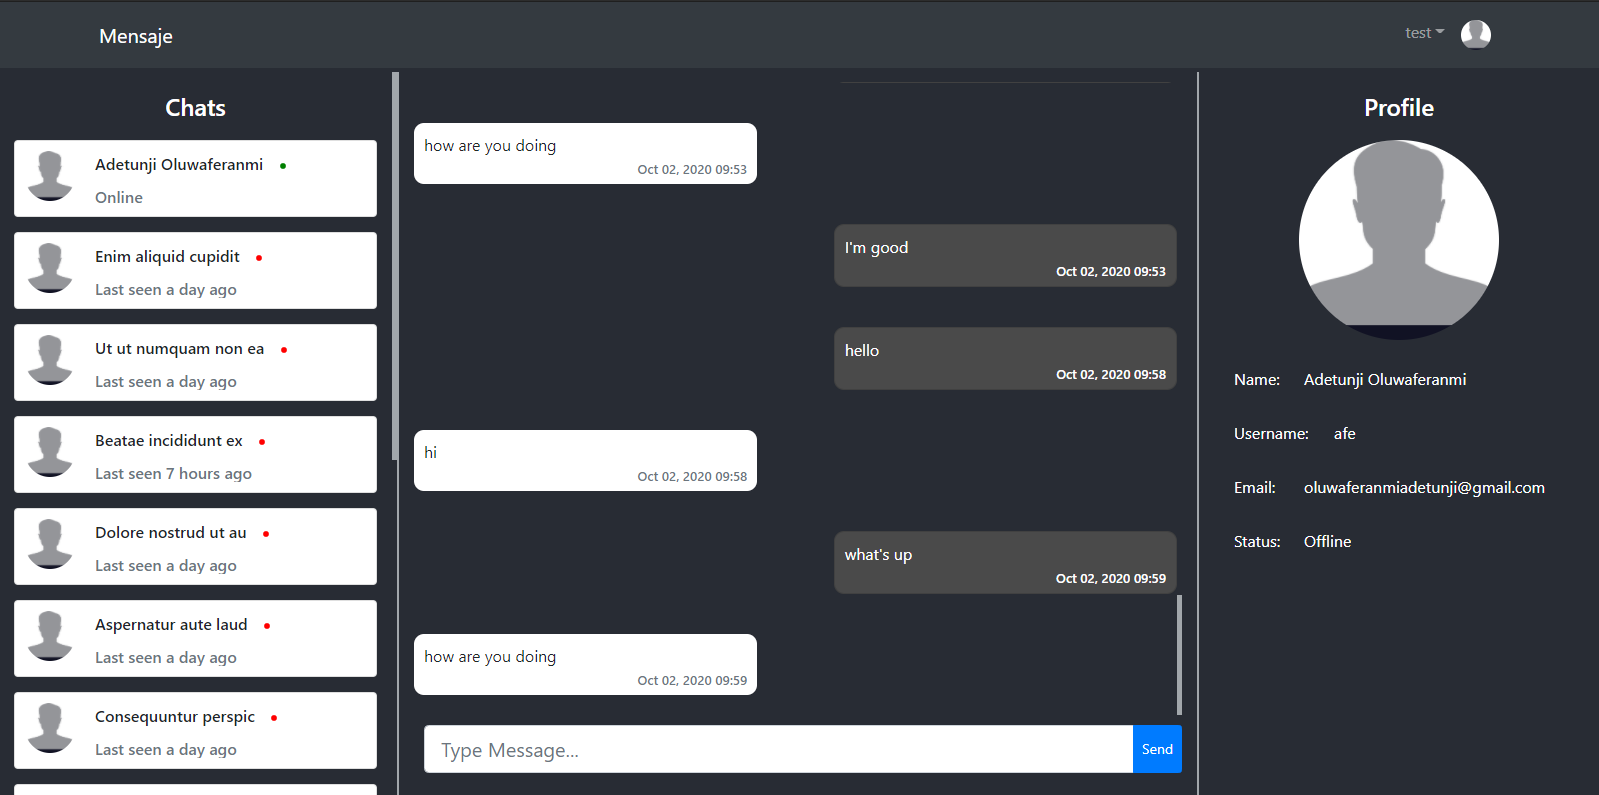 Mensaje
test
Chats
Adetunji Oluwaferanmi
Online
Enim aliquid cupidit
Last seen a day ago
Ut ut numquam non ea
Last seen a day ago
Beatae incididunt ex
Last seen 7 hours ago
Dolore nostrud ut au
Last seen a day ago
Aspernatur aute laud
Last seen a day ago
Consequuntur perspic
Last seen a day ago
how are you doing
Oct 02, 2020 09:53
I'm good
Oct 02, 2020 09:53
hello
Oct 02, 2020 09:58
hi
Oct 02, 2020 09:58
what's up
Oct 02, 2020 09:59
how are you doing
Oct 02, 2020 09:59
Type Message...
Send
Profile
Name: Adetunji Oluwaferanmi
Username: afe
Email: oluwaferanmiadetunji@gmail.com
Status: Offline